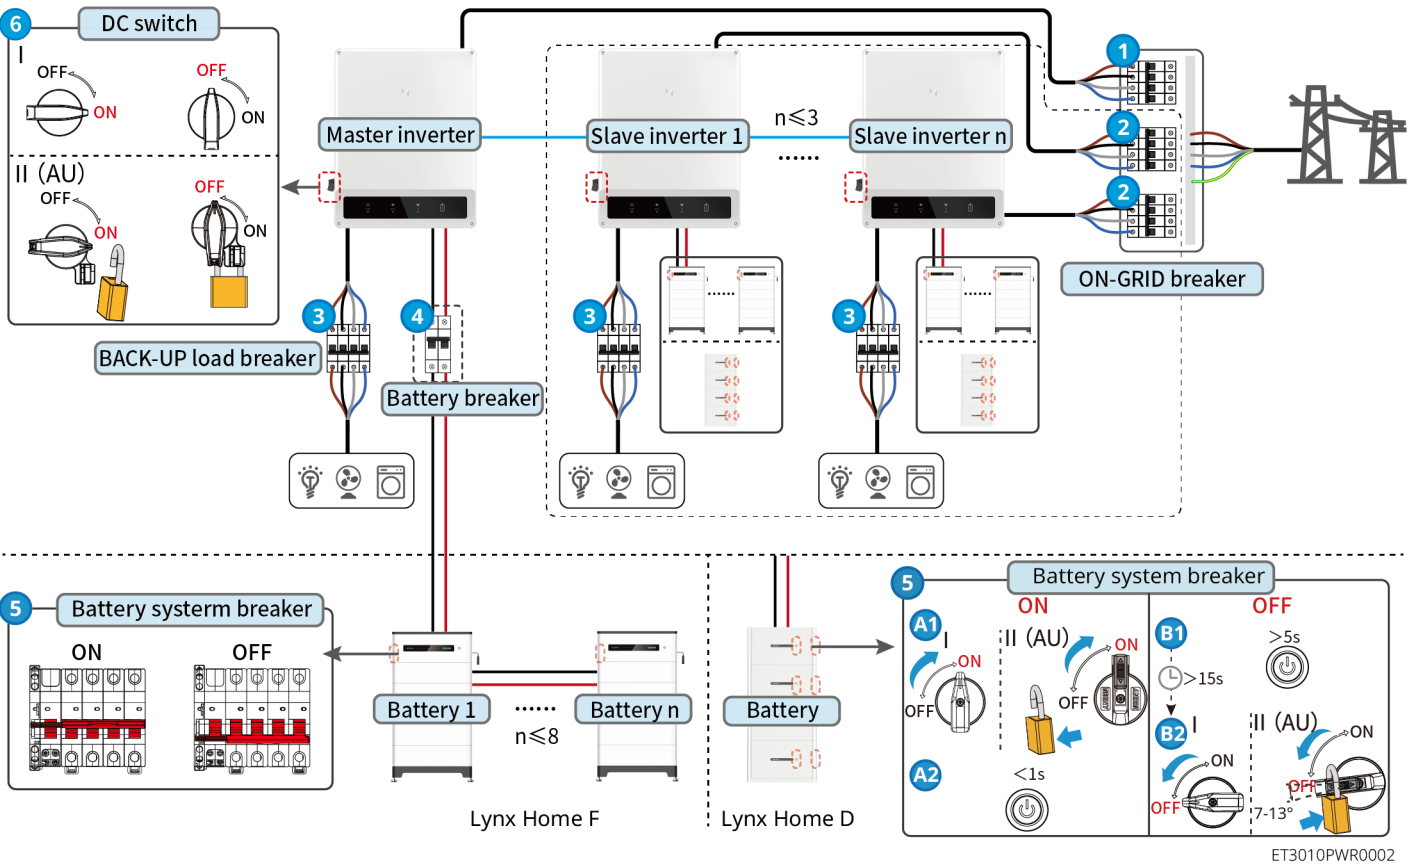 6
DC switch
I
OFF
ON
OFF
ON
II (AU)
OFF
ON
OFF
ON
Master inverter
Slave inverter 1
n≤3
······
Slave inverter n
1
2
2
ON-GRID breaker
3
BACK-UP load breaker
4
Battery breaker
3
······
3
······
5
Battery systerm breaker
ON
OFF
Battery 1
······
n≤8
Battery n
Lynx Home F
Battery
Lynx Home D
5
Battery system breaker
ON
A1
I
ON
OFF
II (AU)
ON
OFF
A2
<1s
OFF
B1
>15s
>5s
B2
I
ON
OFF
II (AU)
ON
OFF
7-13°
ET3010PWR0002